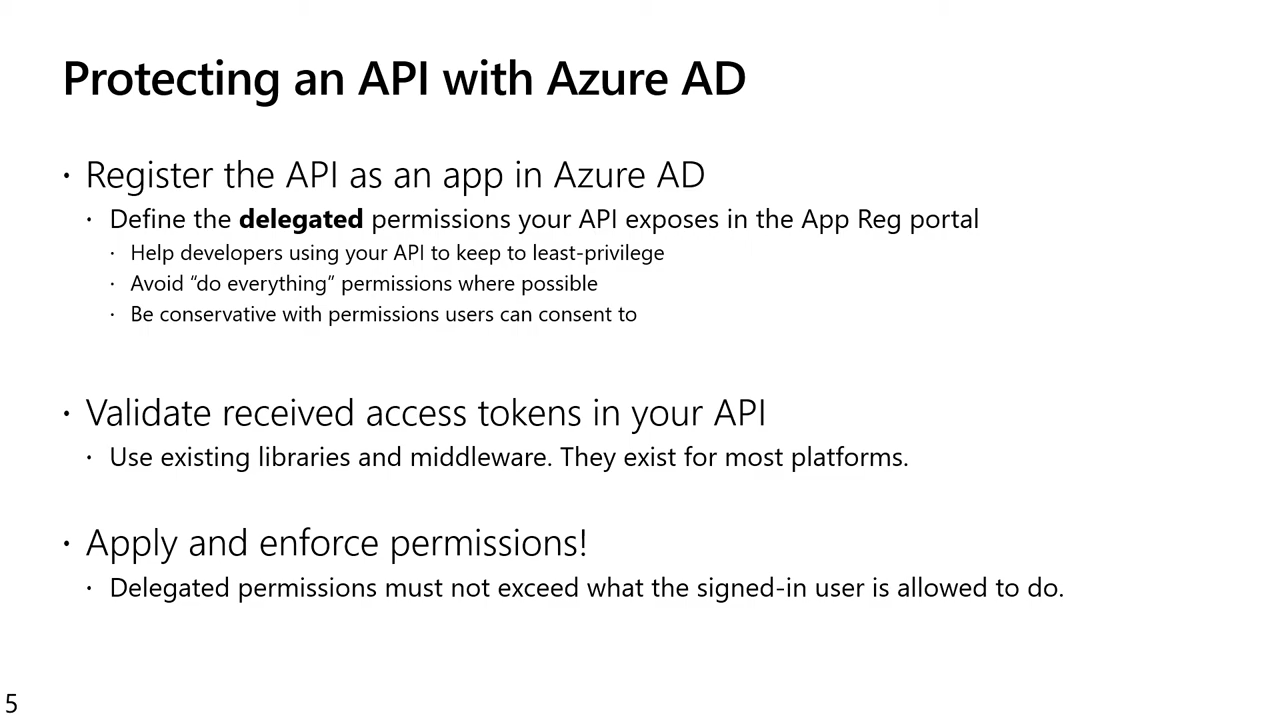 Protecting an API with Azure AD
· Register the API as an app in Azure AD
· Define the delegated permissions your API exposes in the App Reg portal
· Help developers using your API to keep to least-privilege
· Avoid “do everything” permissions where possible
· Be conservative with permissions users can consent to
· Validate received access tokens in your API
· Use existing libraries and middleware. They exist for most platforms.
· Apply and enforce permissions!
· Delegated permissions must not exceed what the signed-in user is allowed to do.
5